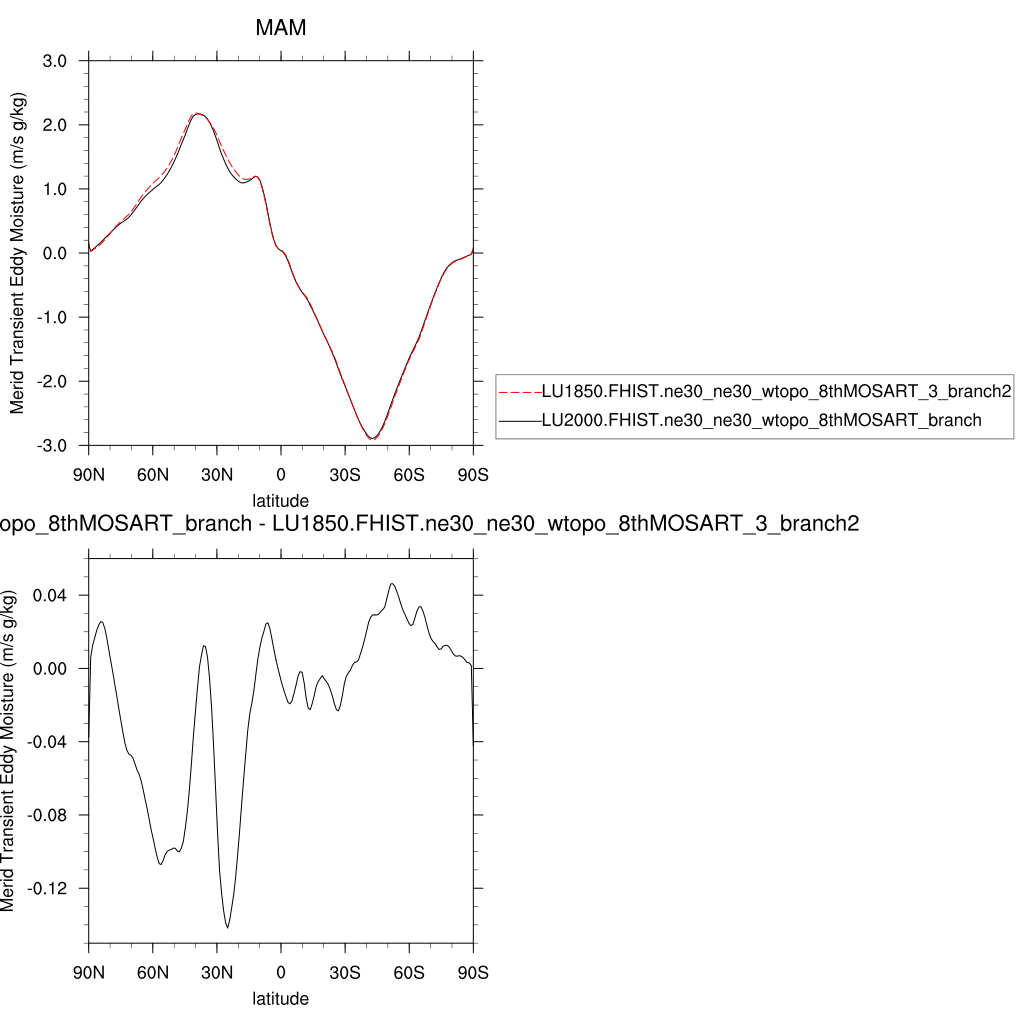 MAM
Merid Transient Eddy Moisture (m/s g/kg)
3.0
2.0
1.0
0.0
-1.0
-2.0
-3.0
90N 60N 30N 0 30S 60S 90S
latitude
LU1850.FHIST.ne30_ne30_wtopo_8thMOSART_3_branch2
LU2000.FHIST.ne30_ne30_wtopo_8thMOSART_branch
opo_8thMOSART_branch - LU1850.FHIST.ne30_ne30_wtopo_8thMOSART_3_branch2
Merid Transient Eddy Moisture (m/s g/kg)
0.04
0.00
-0.04
-0.08
-0.12
90N 60N 30N 0 30S 60S 90S
latitude